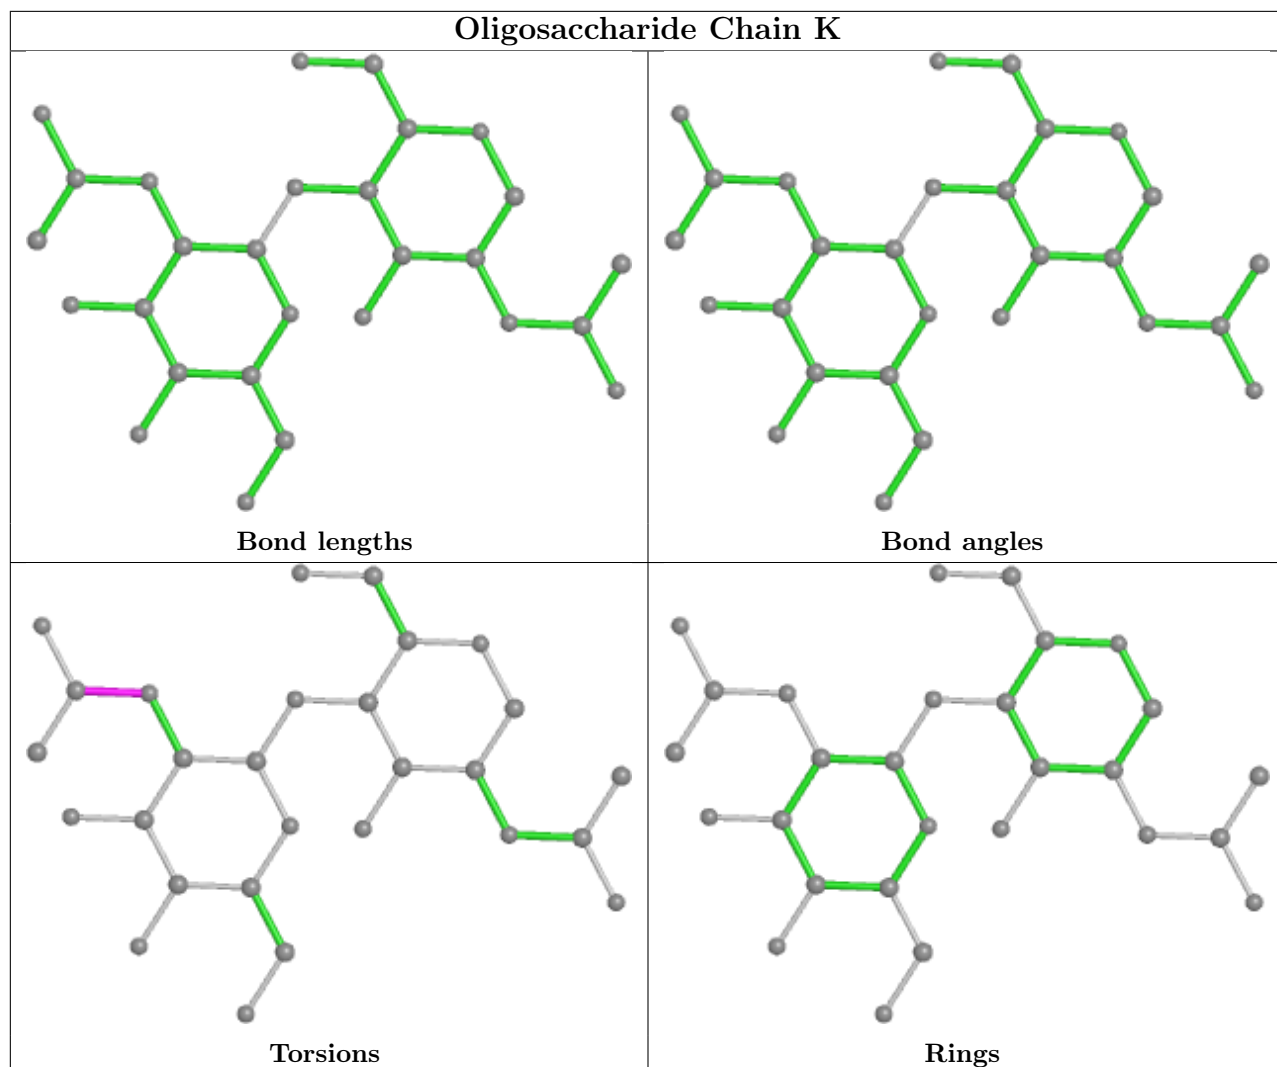 Oligosaccharide Chain K
Bond lengths
Bond angles
Torsions
Rings